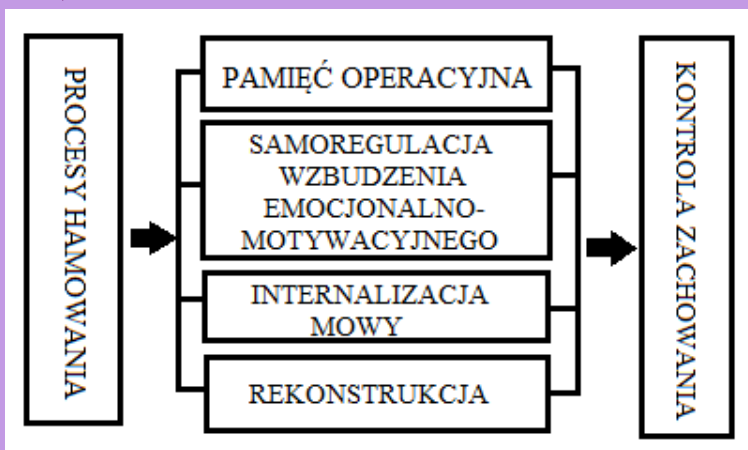 PROCESY HAMOWANIA
PAMIĘĆ OPERACYJNA
SAMOREGULACJA
WZBUDZENIA
EMOCJONALNO-
MOTYWACYJNEGO
INTERNALIZACJA
MOWY
REKONSTRUKCJA
KONTROLA ZACHOWANIA